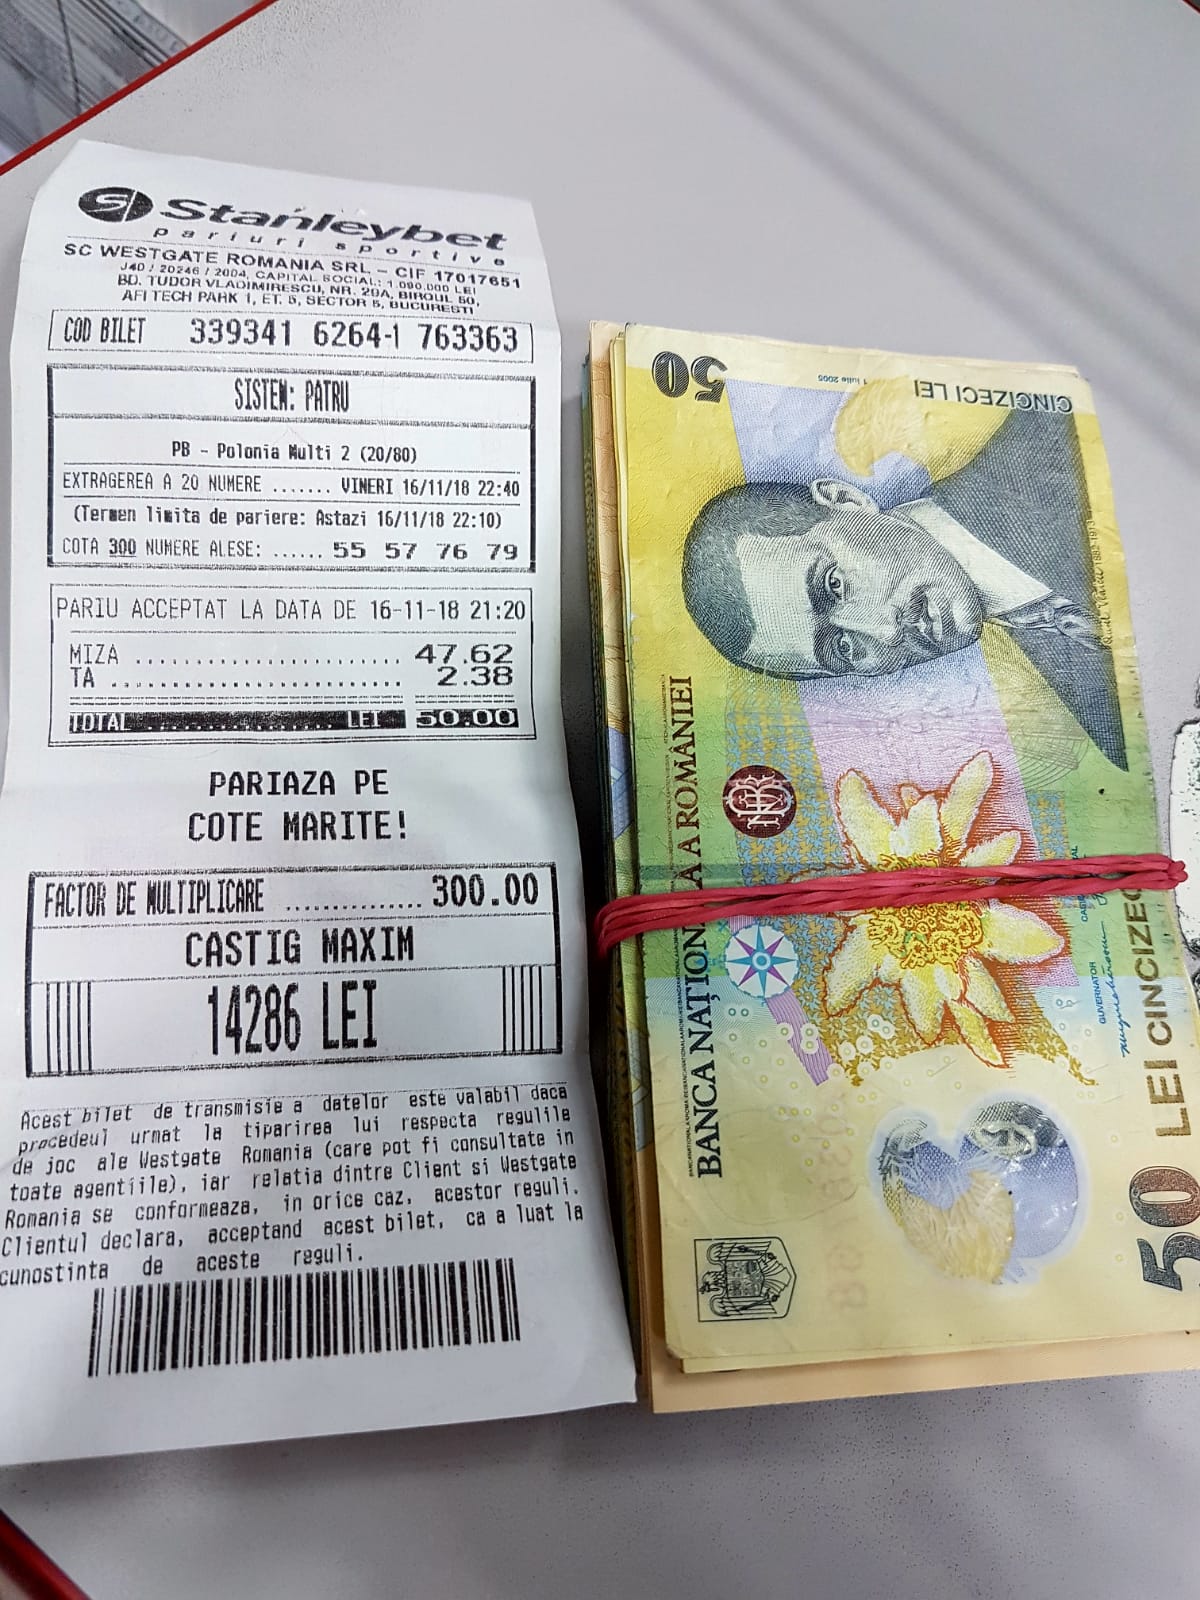 Stanleybet
pariuri sportive
SC WESTGATE ROMANIA SRL - CIF 17017651
J40 / 20246 / 2004, CAPITAL SOCIAL: 1.090.000 LEI
BD. TUDOR VLADIMIRESCU, NR. 29A, BIROUL 50,
AFI TECH PARK 1, ET. 5, SECTOR 5, BUCURESTI
COD BILET 339341 6264-1 763363
SISTEM: PATRU
PB - Polonia Multi 2 (20/80)
EXTRAGEREA A 20 NUMERE ....... VINERI 16/11/18 22:40
(Termen limita de pariere: Astazi 16/11/18 22:10)
COTA 300 NUMERE ALESE: ...... 55 57 76 79
PARIU ACCEPTAT LA DATA DE 16-11-18 21:20
MIZA ........................... 47.62
TA ............................. 2.38
TOTAL ................... LEI 50.00
PARIAZA PE
COTE MARITE!
FACTOR DE MULTIPLICARE ............... 300.00
CASTIG MAXIM
14286 LEI
Acest bilet de transmisie a datelor este valabil daca
procedeul urmat la tiparirea lui respecta regulile
de joc ale Westgate Romania (care pot fi consultate in
toate agentiile), iar relatia dintre Client si Westgate
Romania se conformeaza, in orice caz, acestor reguli.
Clientul declara, acceptand acest bilet, ca a luat la
cunostinta de aceste reguli.
50
1 iulie 2005
CINCIZECI LEI
1882-1913
BANCA NAȚIONALĂ A ROMÂNIEI
GUVERNATOR
50 LEI CINCIZEC